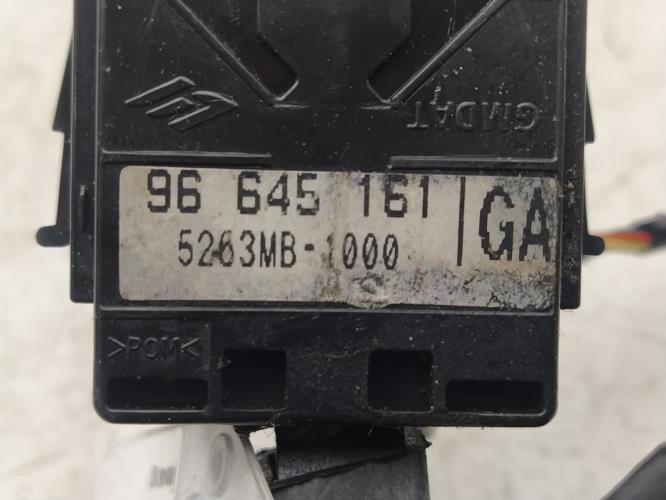 GMDAT
96 645 161 GA
5263MB-1000
>POM<